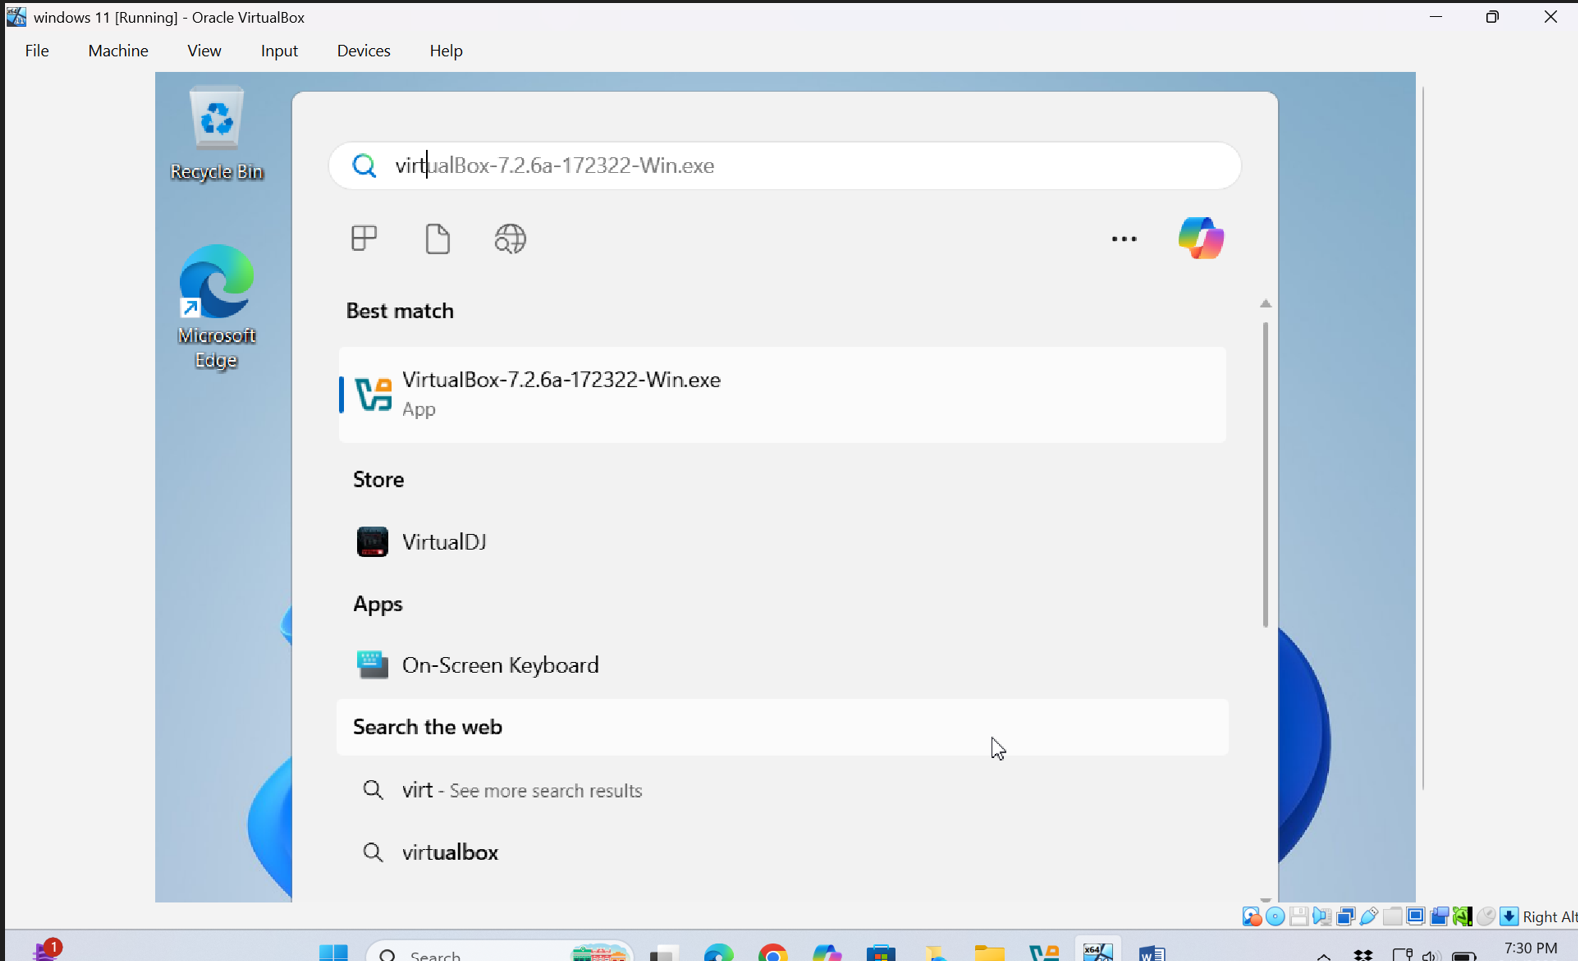 windows 11 [Running] - Oracle VirtualBox
File Machine View Input Devices Help
Recycle Bin
virtualBox-7.2.6a-172322-Win.exe
Microsoft
Edge
Best match
VirtualBox-7.2.6a-172322-Win.exe
App
Store
VirtualDJ
Apps
On-Screen Keyboard
Search the web
virt - See more search results
virtualbox
Right Alt
1
Search
x64
7:30 PM